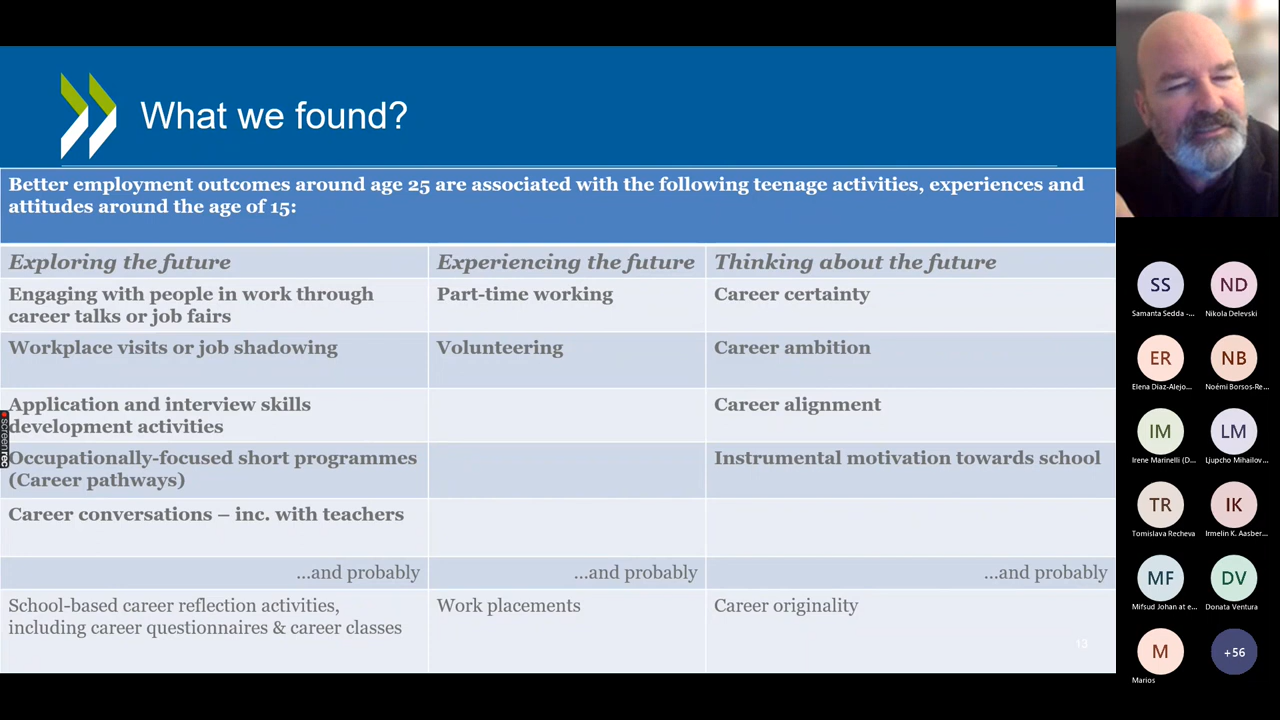 What we found?
Better employment outcomes around age 25 are associated with the following teenage activities, experiences and
attitudes around the age of 15:
Exploring the future
Experiencing the future
Thinking about the future
Engaging with people in work through
career talks or job fairs
Part-time working
Career certainty
Workplace visits or job shadowing
Volunteering
Career ambition
Application and interview skills
development activities
Career alignment
Occupationally-focused short programmes
(Career pathways)
Instrumental motivation towards school
Career conversations – inc. with teachers
...and probably
...and probably
...and probably
School-based career reflection activities,
including career questionnaires & career classes
Work placements
Career originality
13
screenrec
SS
Samanta Sedda -...
ND
Nikola Delevski
ER
Elena Diaz-Alejo...
NB
Noémi Borsos-Re...
IM
Irene Marinelli (D...
LM
Ljupcho Mihailov...
TR
Tomislava Recheva
IK
Irmelin K. Aasber...
MF
Mifsud Johan at e...
DV
Donata Ventura
M
Marios
+56